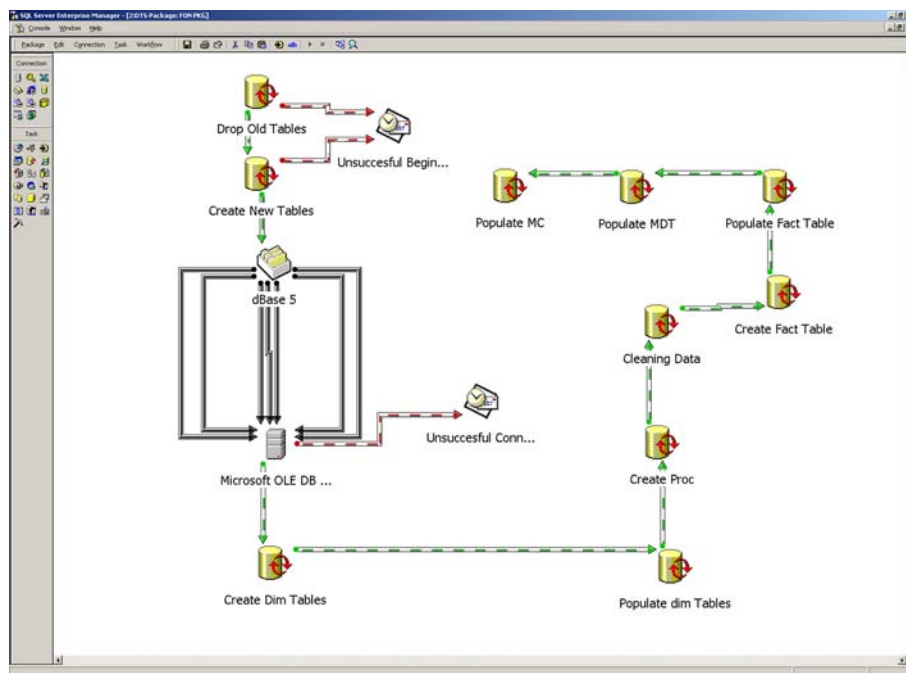 SQL Server Enterprise Manager - [2:DTS Package: FON PKG]
Console Window Help
Package Edit Connection Task Workflow
Connection
Task
Drop Old Tables
Unsuccesful Begin...
Create New Tables
Populate MC
Populate MDT
Populate Fact Table
dBase 5
Create Fact Table
Cleaning Data
Unsuccesful Conn...
Microsoft OLE DB ...
Create Proc
Create Dim Tables
Populate dim Tables